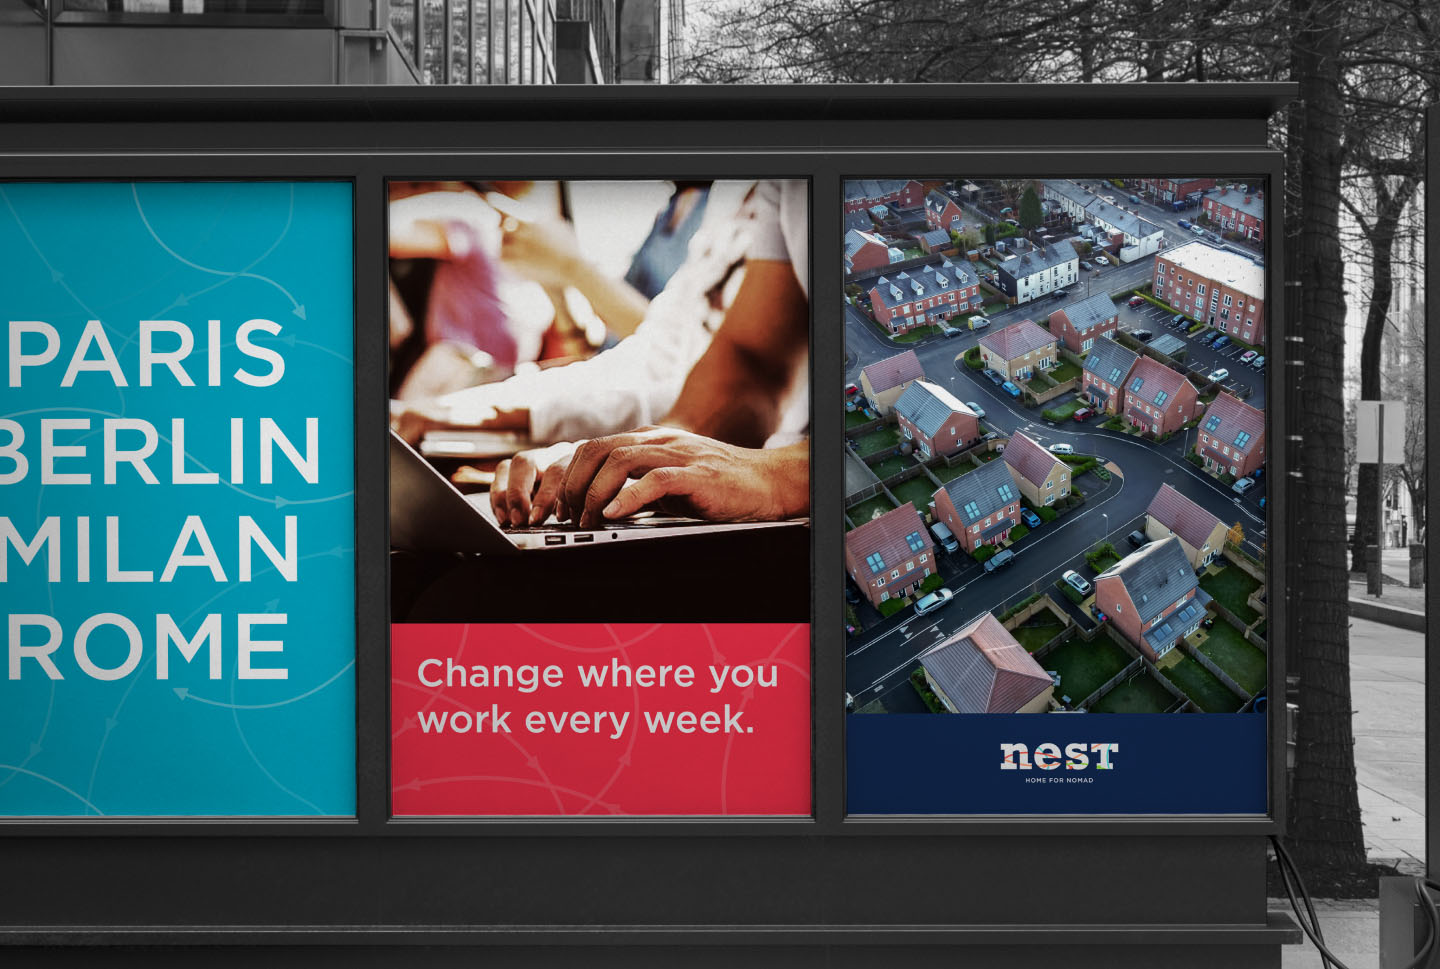 PARIS
BERLIN
MILAN
ROME
Change where you
work every week.
nest
HOME FOR NOMAD